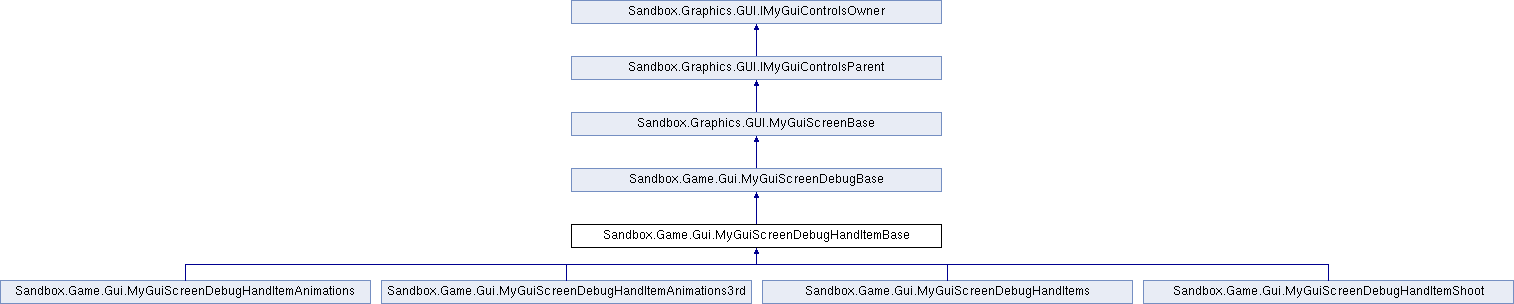 Sandbox.Graphics.GUI.IMyGuiControlsOwner
Sandbox.Graphics.GUI.IMyGuiControlsParent
Sandbox.Graphics.GUI.MyGuiScreenBase
Sandbox.Game.Gui.MyGuiScreenDebugBase
Sandbox.Game.Gui.MyGuiScreenDebugHandItemBase
Sandbox.Game.Gui.MyGuiScreenDebugHandItemAnimations
Sandbox.Game.Gui.MyGuiScreenDebugHandItemAnimations3rd
Sandbox.Game.Gui.MyGuiScreenDebugHandItems
Sandbox.Game.Gui.MyGuiScreenDebugHandItemShoot